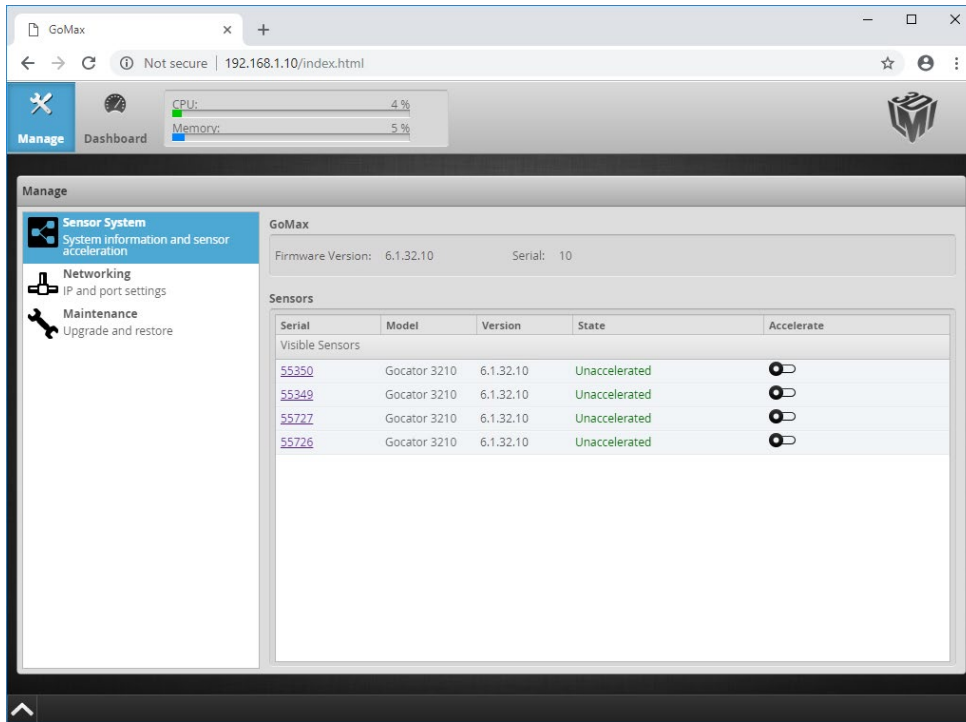 GoMax
Not secure | 192.168.1.10/index.html
CPU: 4 %
Memory: 5 %
Manage Dashboard
Manage
Sensor System
System information and sensor
acceleration
Networking
IP and port settings
Maintenance
Upgrade and restore
GoMax
Firmware Version: 6.1.32.10 Serial: 10
Sensors
Serial Model Version State Accelerate
Visible Sensors
55350 Gocator 3210 6.1.32.10 Unaccelerated
55349 Gocator 3210 6.1.32.10 Unaccelerated
55727 Gocator 3210 6.1.32.10 Unaccelerated
55726 Gocator 3210 6.1.32.10 Unaccelerated